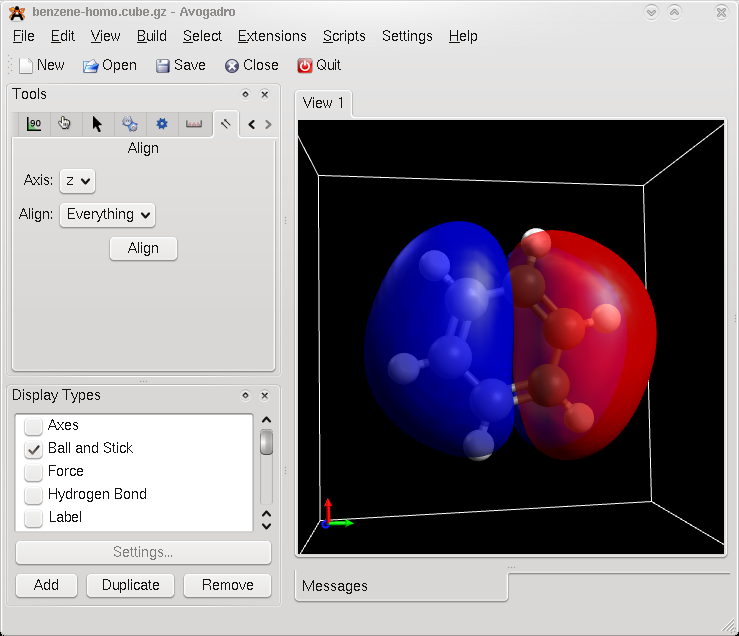 benzene-homo.cube.gz - Avogadro
File Edit View Build Select Extensions Scripts Settings Help
New Open Save Close Quit
Tools
View 1
90
Align
Axis: z
Align: Everything
Align
Display Types
Axes
Ball and Stick
Force
Hydrogen Bond
Label
Settings...
Add Duplicate Remove
Messages